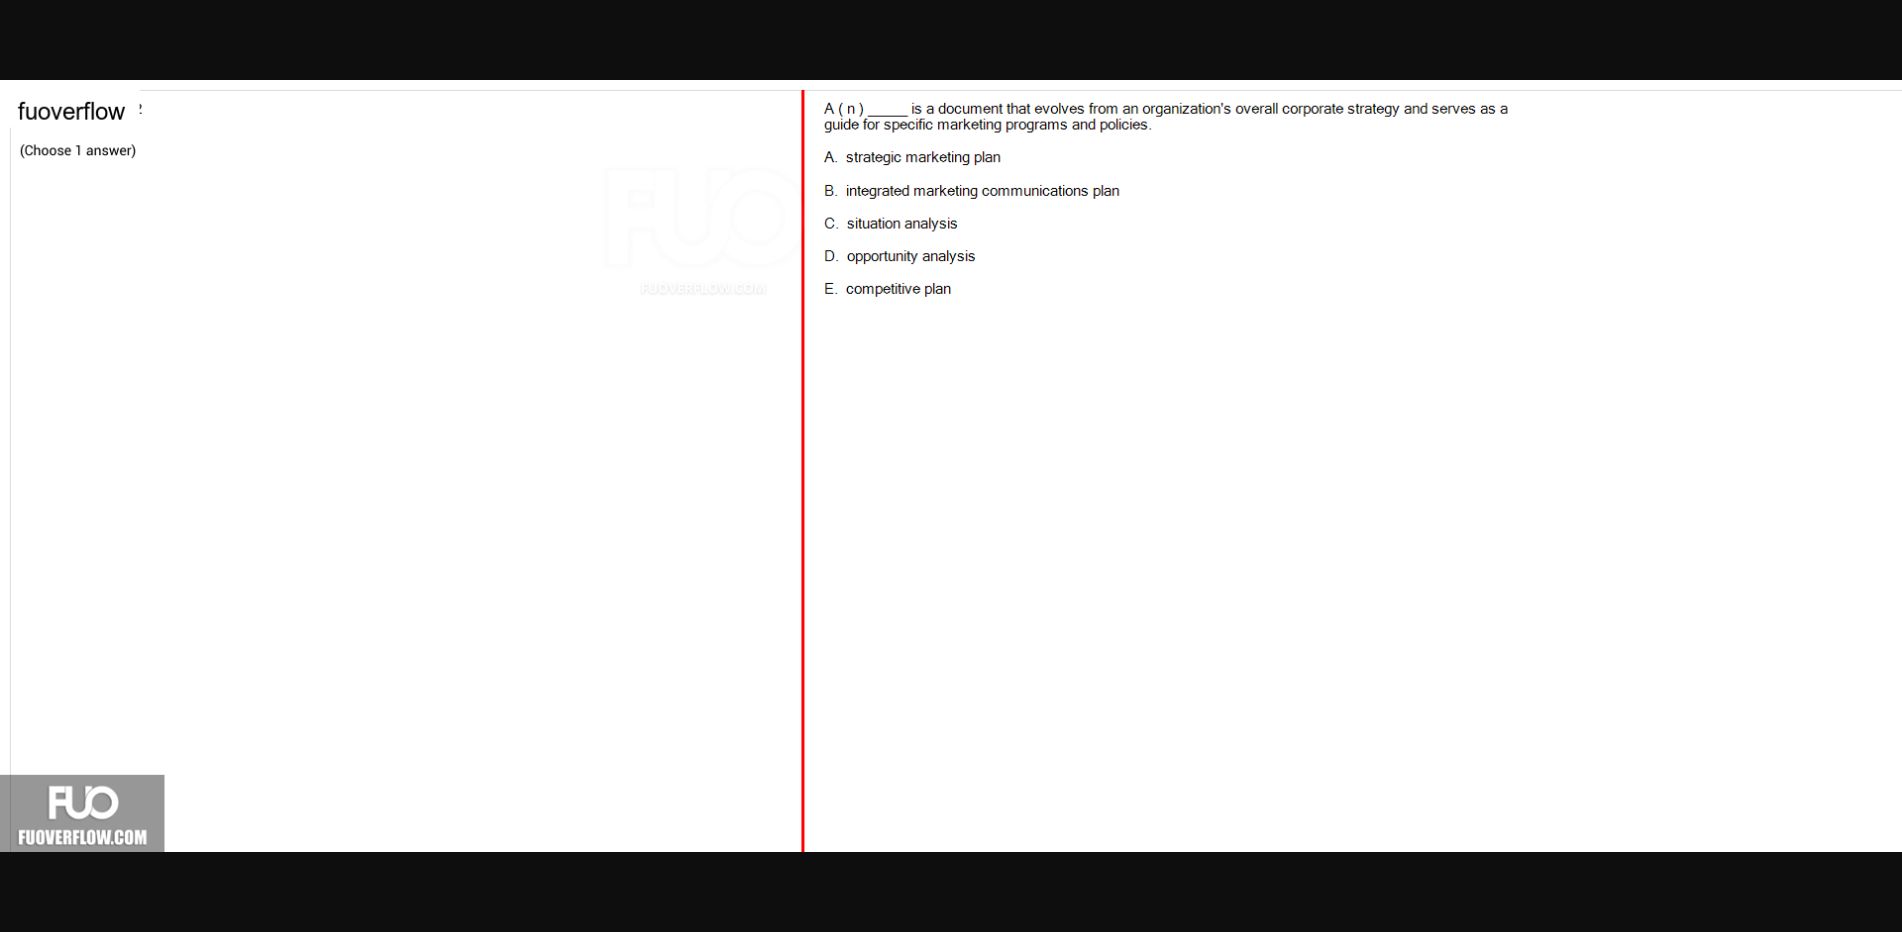 fuoverflow
(Choose 1 answer)
FUO
FUOVERFLOW.COM
A ( n ) _____ is a document that evolves from an organization's overall corporate strategy and serves as a
guide for specific marketing programs and policies.
A. strategic marketing plan
B. integrated marketing communications plan
C. situation analysis
D. opportunity analysis
E. competitive plan
FUO
FUOVERFLOW.COM